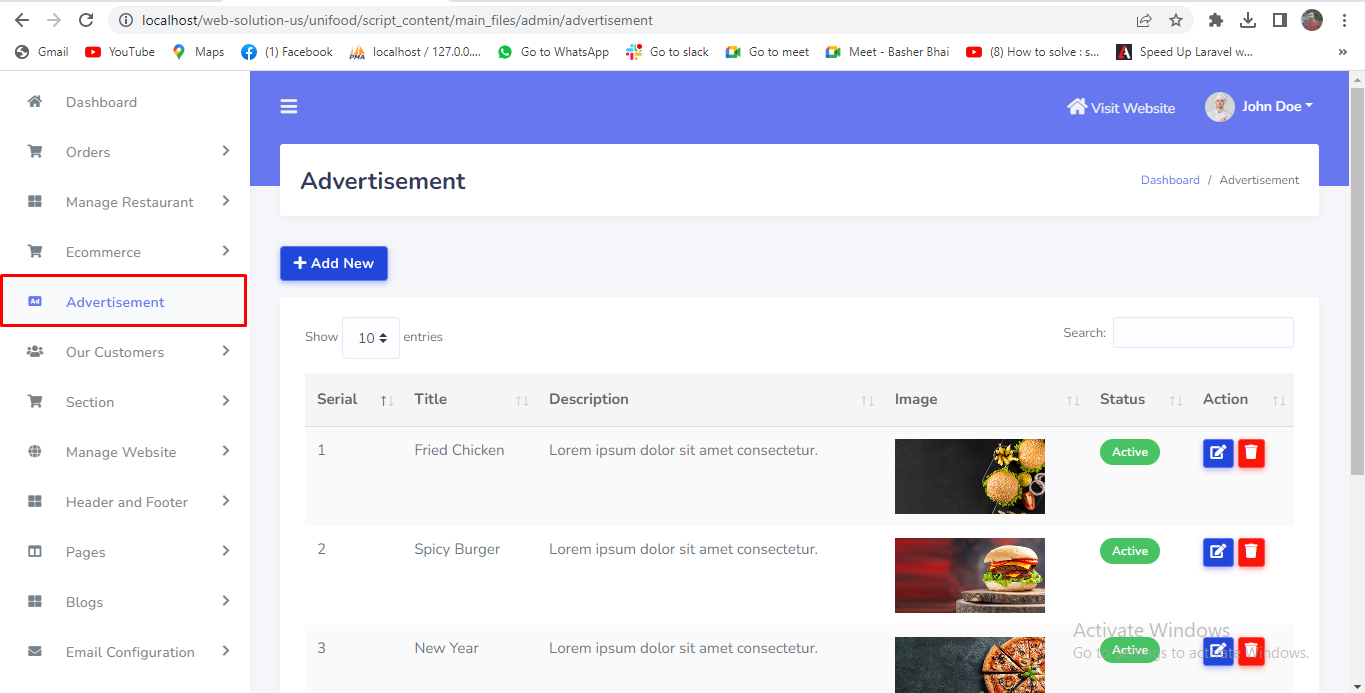 localhost/web-solution-us/unifood/script_content/main_files/admin/advertisement
Gmail YouTube Maps (1) Facebook localhost / 127.0.0.... Go to WhatsApp Go to slack Go to meet Meet - Basher Bhai (8) How to solve : s... Speed Up Laravel w... »
Dashboard
Orders
Manage Restaurant
Ecommerce
Ad Advertisement
Our Customers
Section
Manage Website
Header and Footer
Pages
Blogs
Email Configuration
Visit Website John Doe
Advertisement
Dashboard / Advertisement
+ Add New
Show 10 entries
Search:
Serial Title Description Image Status Action
1 Fried Chicken Lorem ipsum dolor sit amet consectetur. Active
2 Spicy Burger Lorem ipsum dolor sit amet consectetur. Active
3 New Year Lorem ipsum dolor sit amet consectetur. Active
Activate Windows
Go to Settings to activate Windows.